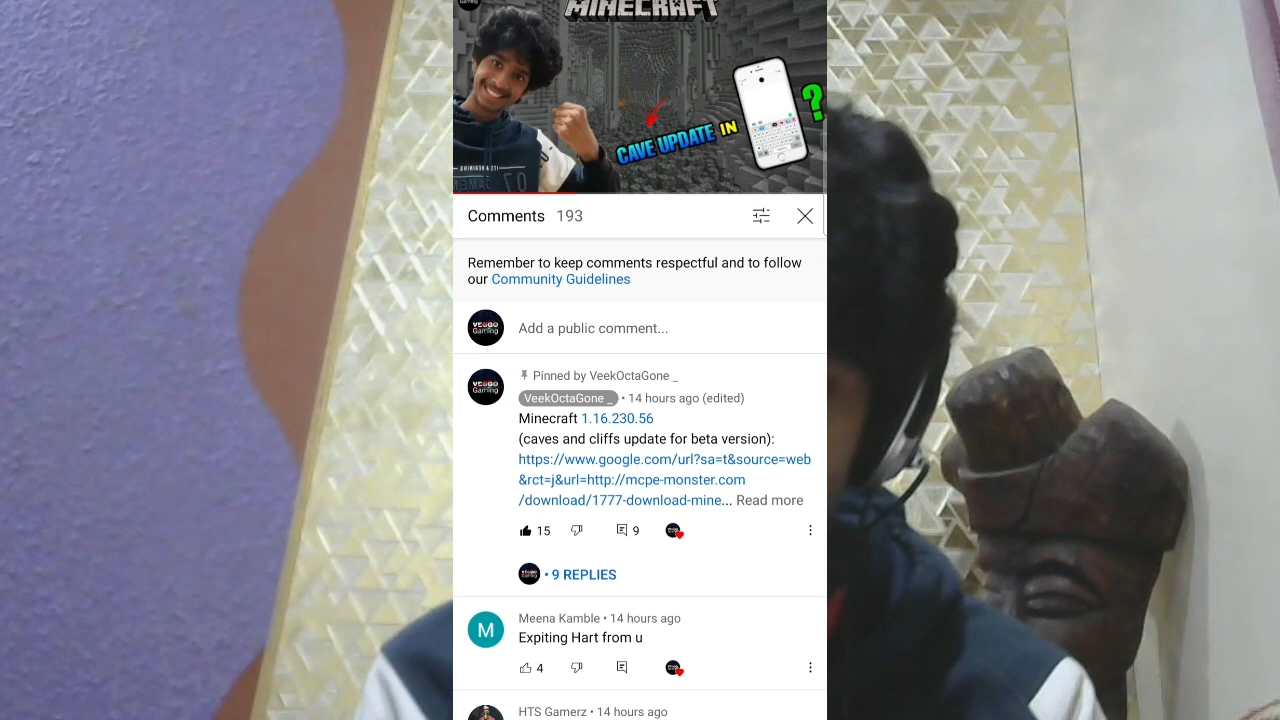 Gaming
MINECRAFT
CAVE UPDATE IN
?
Comments 193
Remember to keep comments respectful and to follow
our Community Guidelines
Gaming
Add a public comment...
Pinned by VeekOctaGone _
Gaming
VeekOctaGone _ • 14 hours ago (edited)
Minecraft 1.16.230.56
(caves and cliffs update for beta version):
https://www.google.com/url?sa=t&source=web
&rct=j&url=http://mcpe-monster.com
/download/1777-download-mine... Read more
15 9
• 9 REPLIES
M
Meena Kamble • 14 hours ago
Expiting Hart from u
4
HTS Gamerz • 14 hours ago